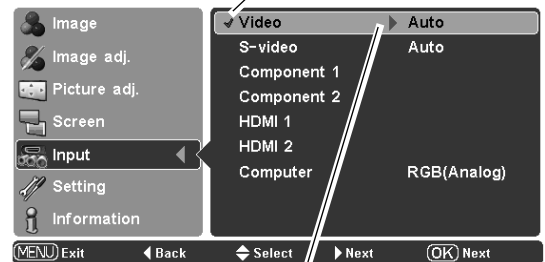 Image
Image adj.
Picture adj.
Screen
Input
Setting
Information
Video Auto
S-video Auto
Component 1
Component 2
HDMI 1
HDMI 2
Computer RGB(Analog)
MENU Exit Back Select Next OK Next